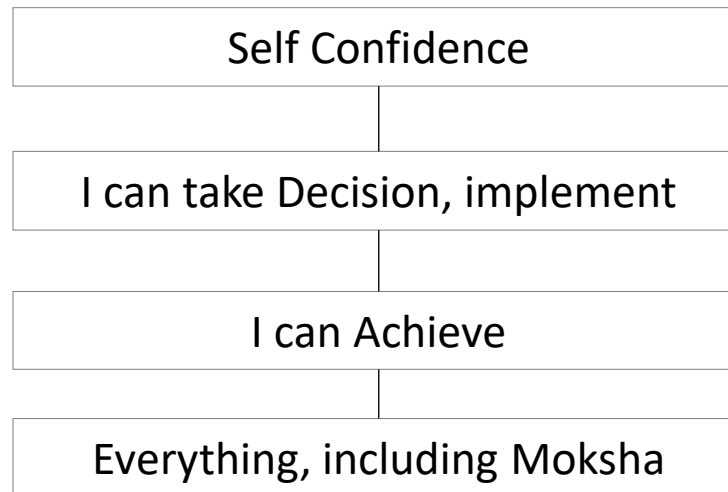 Self Confidence
I can take Decision, implement
I can Achieve
Everything, including Moksha